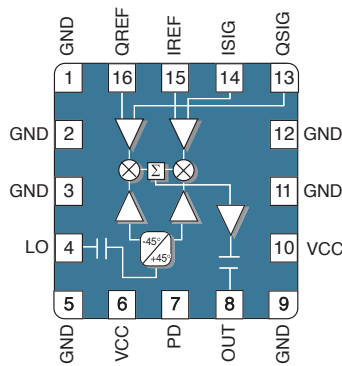 GND
QREF
IREF
ISIG
QSIG
1
16
15
14
13
GND 2
12 GND
Σ
GND 3
11 GND
LO 4
-45°
+45°
10 VCC
5
6
7
8
9
GND
VCC
PD
OUT
GND